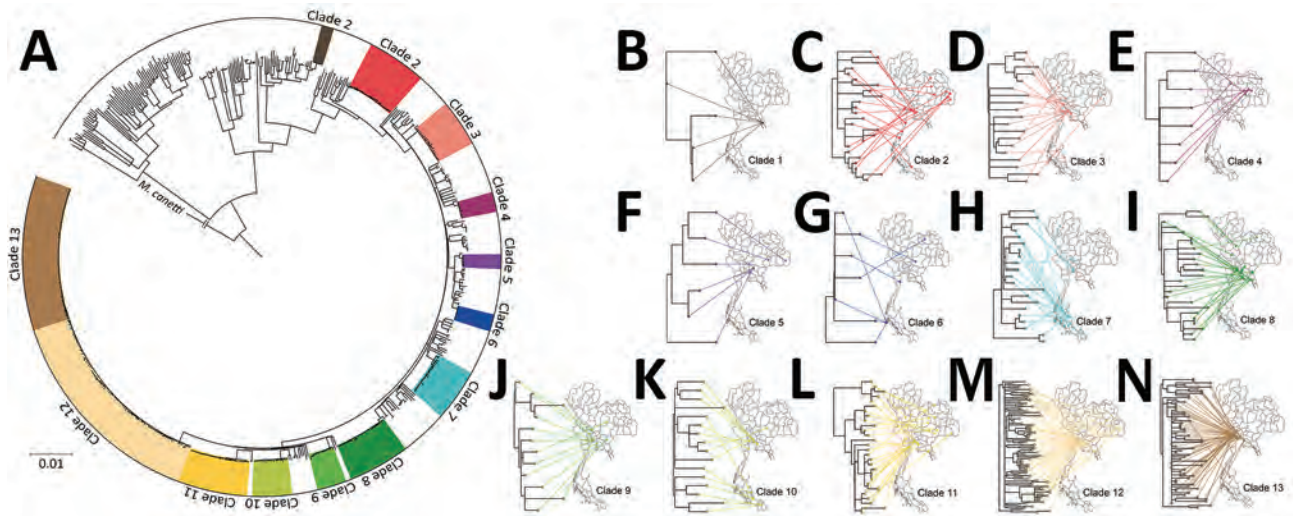 A
Clade 2
Clade 2
Clade 3
Clade 4
Clade 5
Clade 6
Clade 7
Clade 8
Clade 9
Clade 10
Clade 11
Clade 12
Clade 13
M. canetti
0.01
B
Clade 1
C
Clade 2
D
Clade 3
E
Clade 4
F
Clade 5
G
Clade 6
H
Clade 7
I
Clade 8
J
Clade 9
K
Clade 10
L
Clade 11
M
Clade 12
N
Clade 13